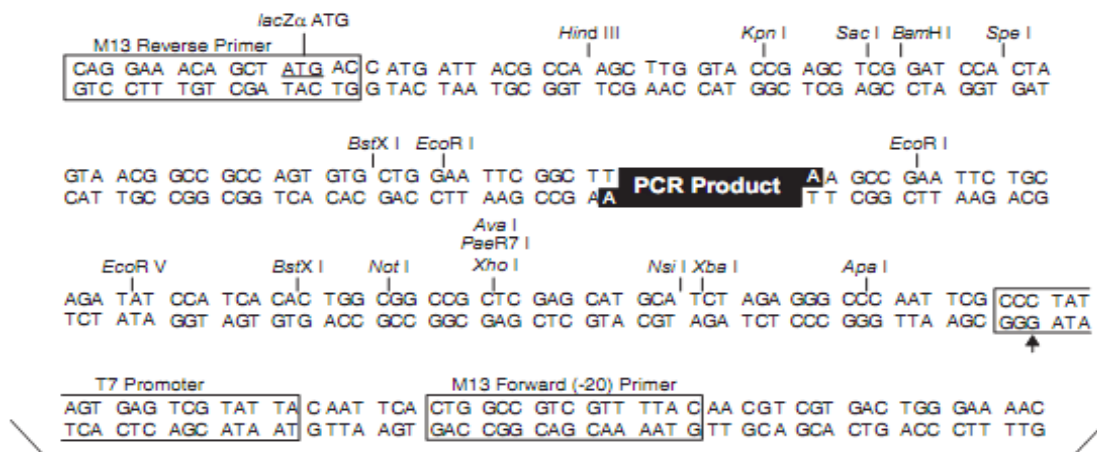 lacZα ATG
M13 Reverse Primer Hind III Kpn I Sac I BamH I Spe I
CAG GAA ACA GCT ATG AC C ATG ATT ACG CCA AGC TTG GTA CCG AGC TCG GAT CCA CTA
GTC CTT TGT CGA TAC TG G TAC TAA TGC GGT TCG AAC CAT GGC TCG AGC CTA GGT GAT
BstX I EcoR I EcoR I
GTA ACG GCC GCC AGT GTG CTG GAA TTC GGC TT PCR Product A A GCC GAA TTC TGC
CAT TGC CGG CGG TCA CAC GAC CTT AAG CCG A A T T CGG CTT AAG ACG
Ava I
PaeR7 I
EcoR V BstX I Not I Xho I Nsi I Xba I Apa I
AGA TAT CCA TCA CAC TGG CGG CCG CTC GAG CAT GCA TCT AGA GGG CCC AAT TCG CCC TAT
TCT ATA GGT AGT GTG ACC GCC GGC GAG CTC GTA CGT AGA TCT CCC GGG TTA AGC GGG ATA
T7 Promoter M13 Forward (-20) Primer
AGT GAG TCG TAT TA C AAT TCA CTG GCC GTC GTT TTA C AA CGT CGT GAC TGG GAA AAC
TCA CTC AGC ATA AT G TTA AGT GAC CGG CAG CAA AAT G TT GCA GCA CTG ACC CTT TTG